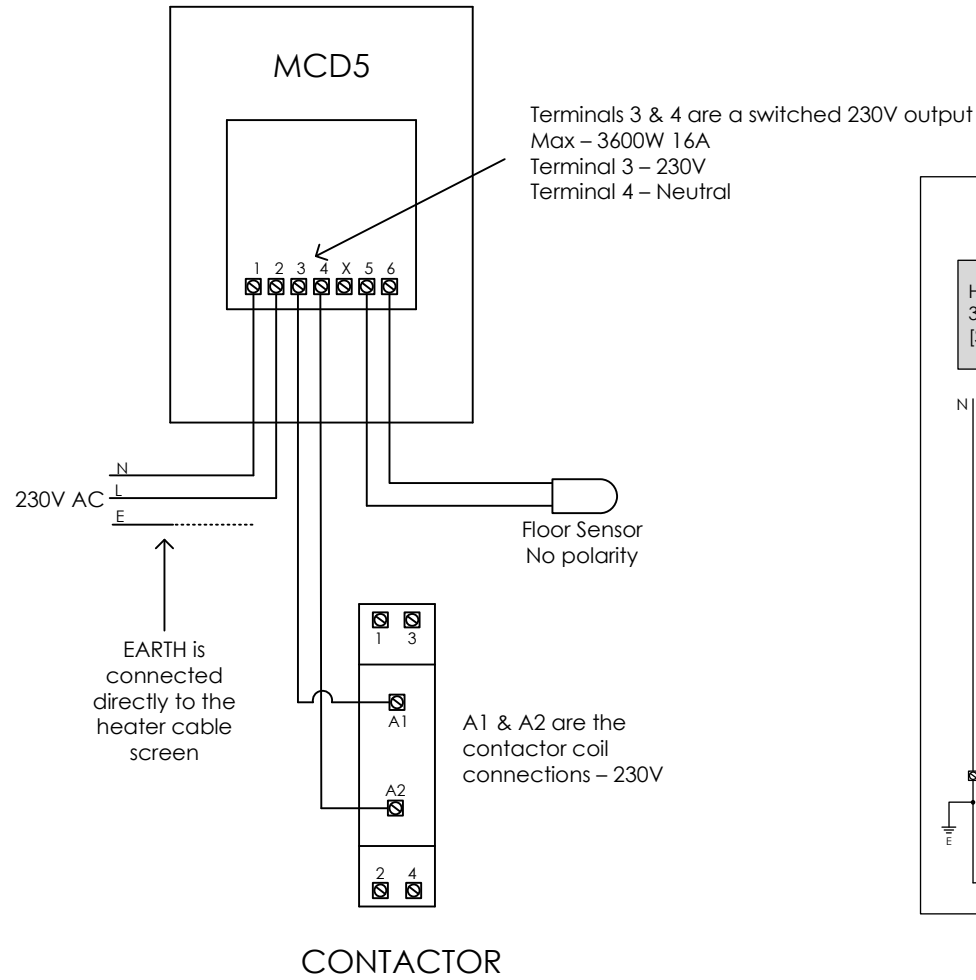 MCD5
Terminals 3 & 4 are a switched 230V output
Max – 3600W 16A
Terminal 3 – 230V
Terminal 4 – Neutral
1 2 3 4 X 5 6
N
230V AC
L
E
Floor Sensor
No polarity
EARTH is
connected
directly to the
heater cable
screen
1 3
A1
A1 & A2 are the
contactor coil
connections – 230V
A2
2 4
CONTACTOR
N
E